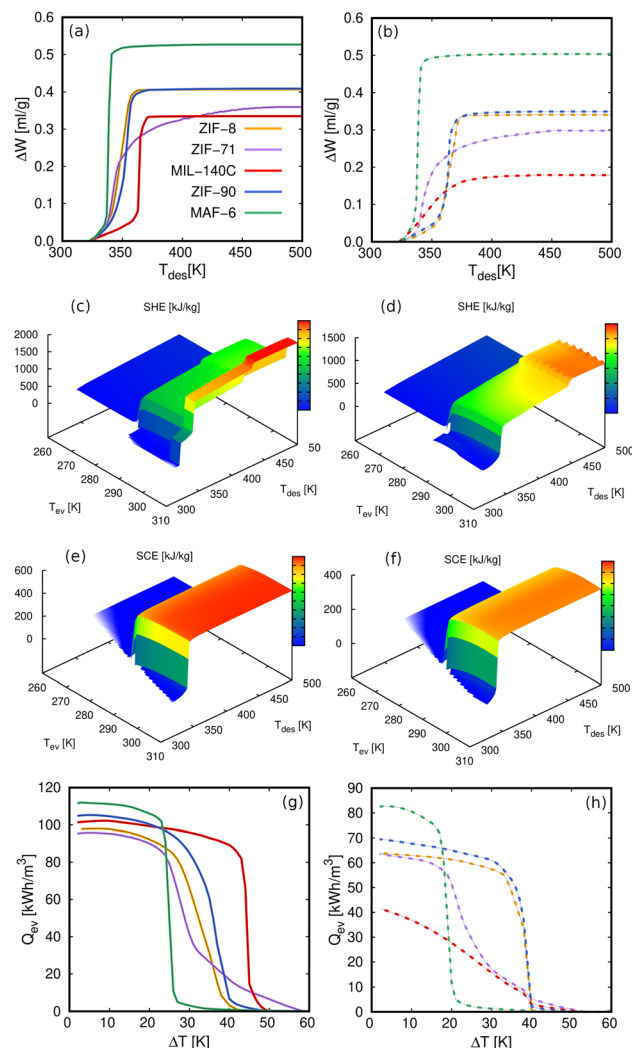 (a) (b)
0.6 0.6
0.5 0.5
0.4 0.4
0.3 0.3
0.2 0.2
0.1 0.1
0.0 0.0
ΔW [ml/g] ΔW [ml/g]
ZIF-8
ZIF-71
MIL-140C
ZIF-90
MAF-6
300 350 400 450 500 300 350 400 450 500
T_des[K] T_des[K]
(c) SHE [kJ/kg] (d) SHE [kJ/kg]
2000
1500 1500
1000 1000
500 500
0 0
260 270 280 290 300 310 300 350 400 450 50
260 270 280 290 300 310 300 350 400 450 500
T_ev [K] T_des [K] T_ev [K] T_des [K]
(e) SCE [kJ/kg] (f) SCE [kJ/kg]
600
400 400
200 200
0 0
260 270 280 290 300 310 300 350 400 450 500
260 270 280 290 300 310 300 350 400 450 500
T_ev [K] T_des [K] T_ev [K] T_des [K]
(g) (h)
120 100 80 60 40 20 0
90 80 70 60 50 40 30 20 10 0
Q_ev [kWh/m³] Q_ev [kWh/m³]
0 10 20 30 40 50 60 0 10 20 30 40 50 60
ΔT [K] ΔT [K]